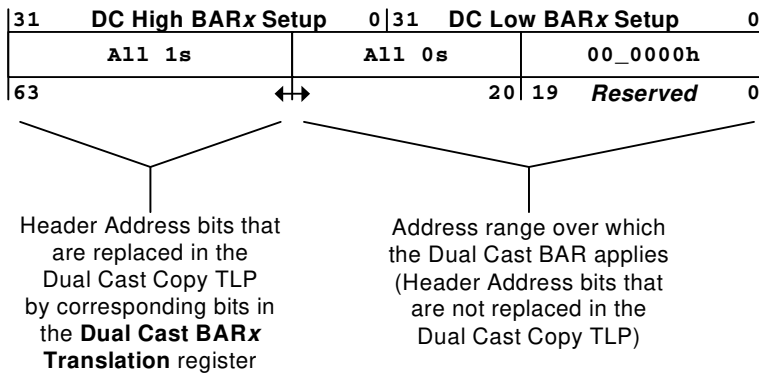 31 DC High BARx Setup 0 31 DC Low BARx Setup 0
All 1s All 0s 00_0000h
63 20 19 Reserved 0
Header Address bits that
are replaced in the
Dual Cast Copy TLP
by corresponding bits in
the Dual Cast BARx
Translation register
Address range over which
the Dual Cast BAR applies
(Header Address bits that
are not replaced in the
Dual Cast Copy TLP)